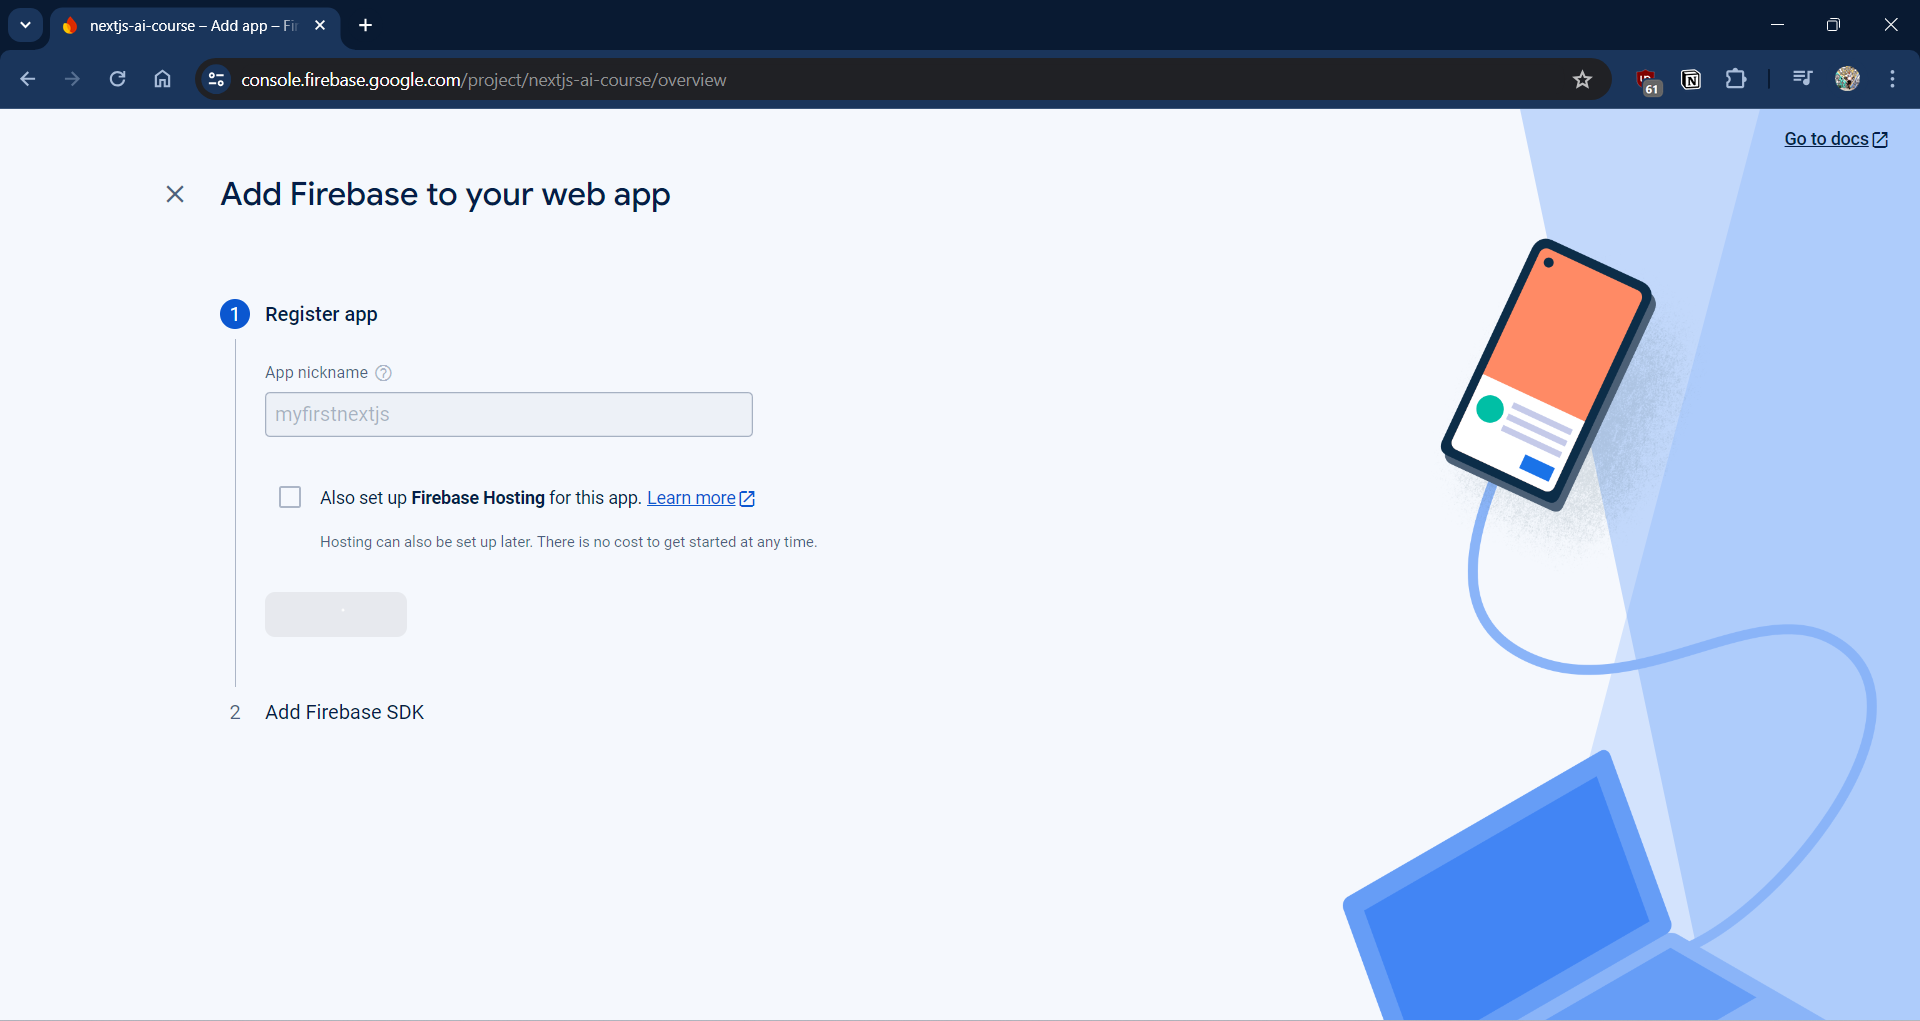 nextjs-ai-course – Add app – Fir
console.firebase.google.com/project/nextjs-ai-course/overview
61
Go to docs
Add Firebase to your web app
1 Register app
App nickname
myfirstnextjs
Also set up Firebase Hosting for this app. Learn more
Hosting can also be set up later. There is no cost to get started at any time.
2 Add Firebase SDK